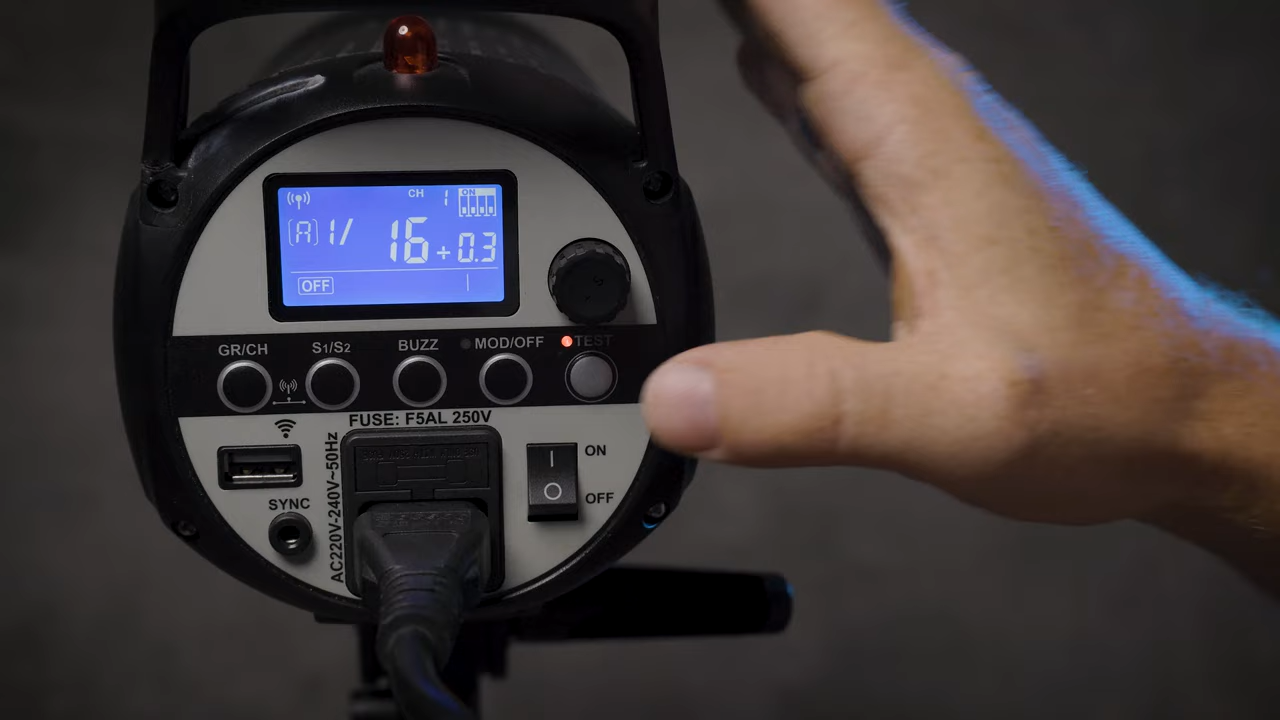 CH 1 ON
[A] 1/ 16 + 0.3
OFF
GR/CH S1/S2 BUZZ MOD/OFF TEST
FUSE: F5AL 250V
AC220V-240V~50Hz
SYNC
I ON
O OFF